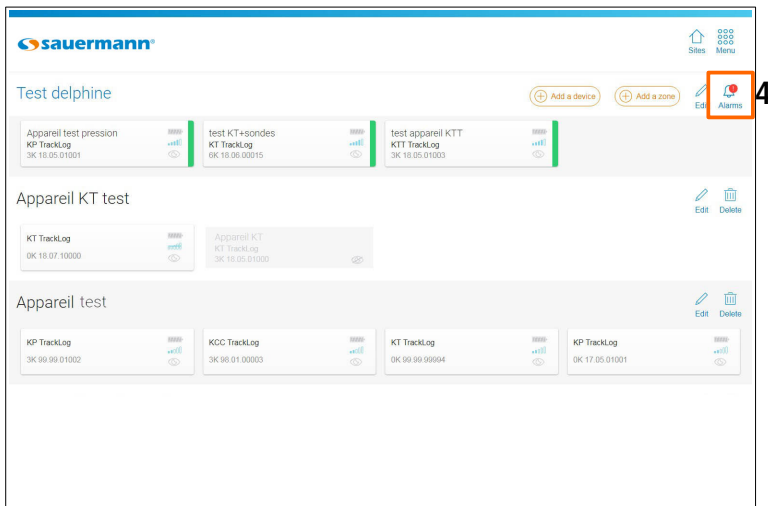 sauermann®
Sites Menu
Test delphine
Add a device Add a zone Edit Alarms 4
Appareil test pression
KP TrackLog
3K 18.05.01001
test KT+sondes
KT TrackLog
6K 18.06.00015
test appareil KTT
KTT TrackLog
3K 18.05.01003
Appareil KT test
Edit Delete
KT TrackLog
0K 18.07.10000
Appareil KT
KT TrackLog
3K 18.05.01000
Appareil test
Edit Delete
KP TrackLog
3K 99.99.01002
KCC TrackLog
3K 98.01.00003
KT TrackLog
0K 99.99.99994
KP TrackLog
0K 17.05.01001